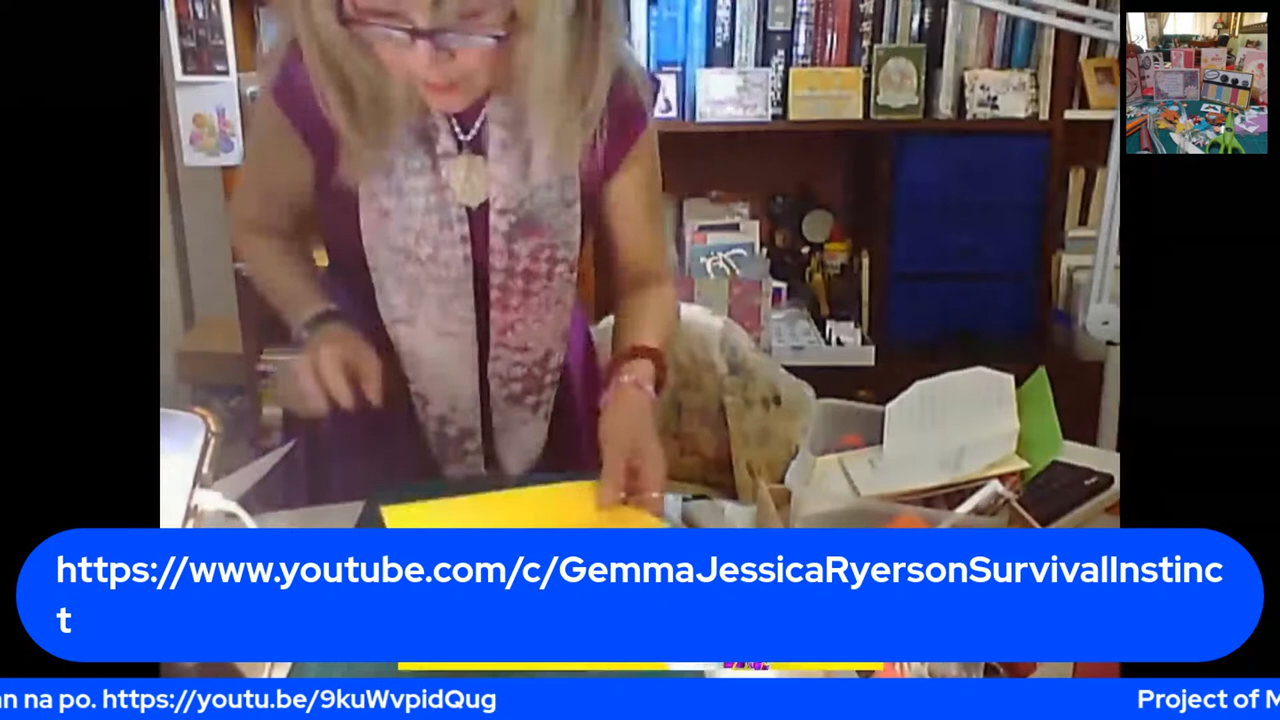 https://www.youtube.com/c/GemmaJessicaRyersonSurvivalInstinc
t
na po. https://youtu.be/9kuWvpidQug
Project of